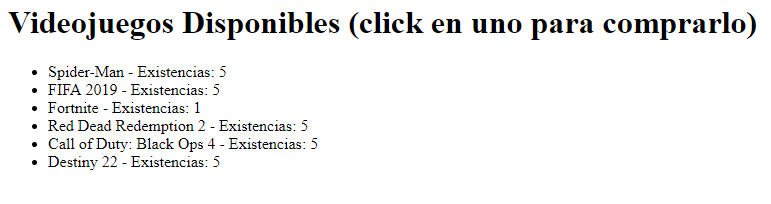 Videojuegos Disponibles (click en uno para comprarlo)
• Spider-Man - Existencias: 5
• FIFA 2019 - Existencias: 5
• Fortnite - Existencias: 1
• Red Dead Redemption 2 - Existencias: 5
• Call of Duty: Black Ops 4 - Existencias: 5
• Destiny 22 - Existencias: 5